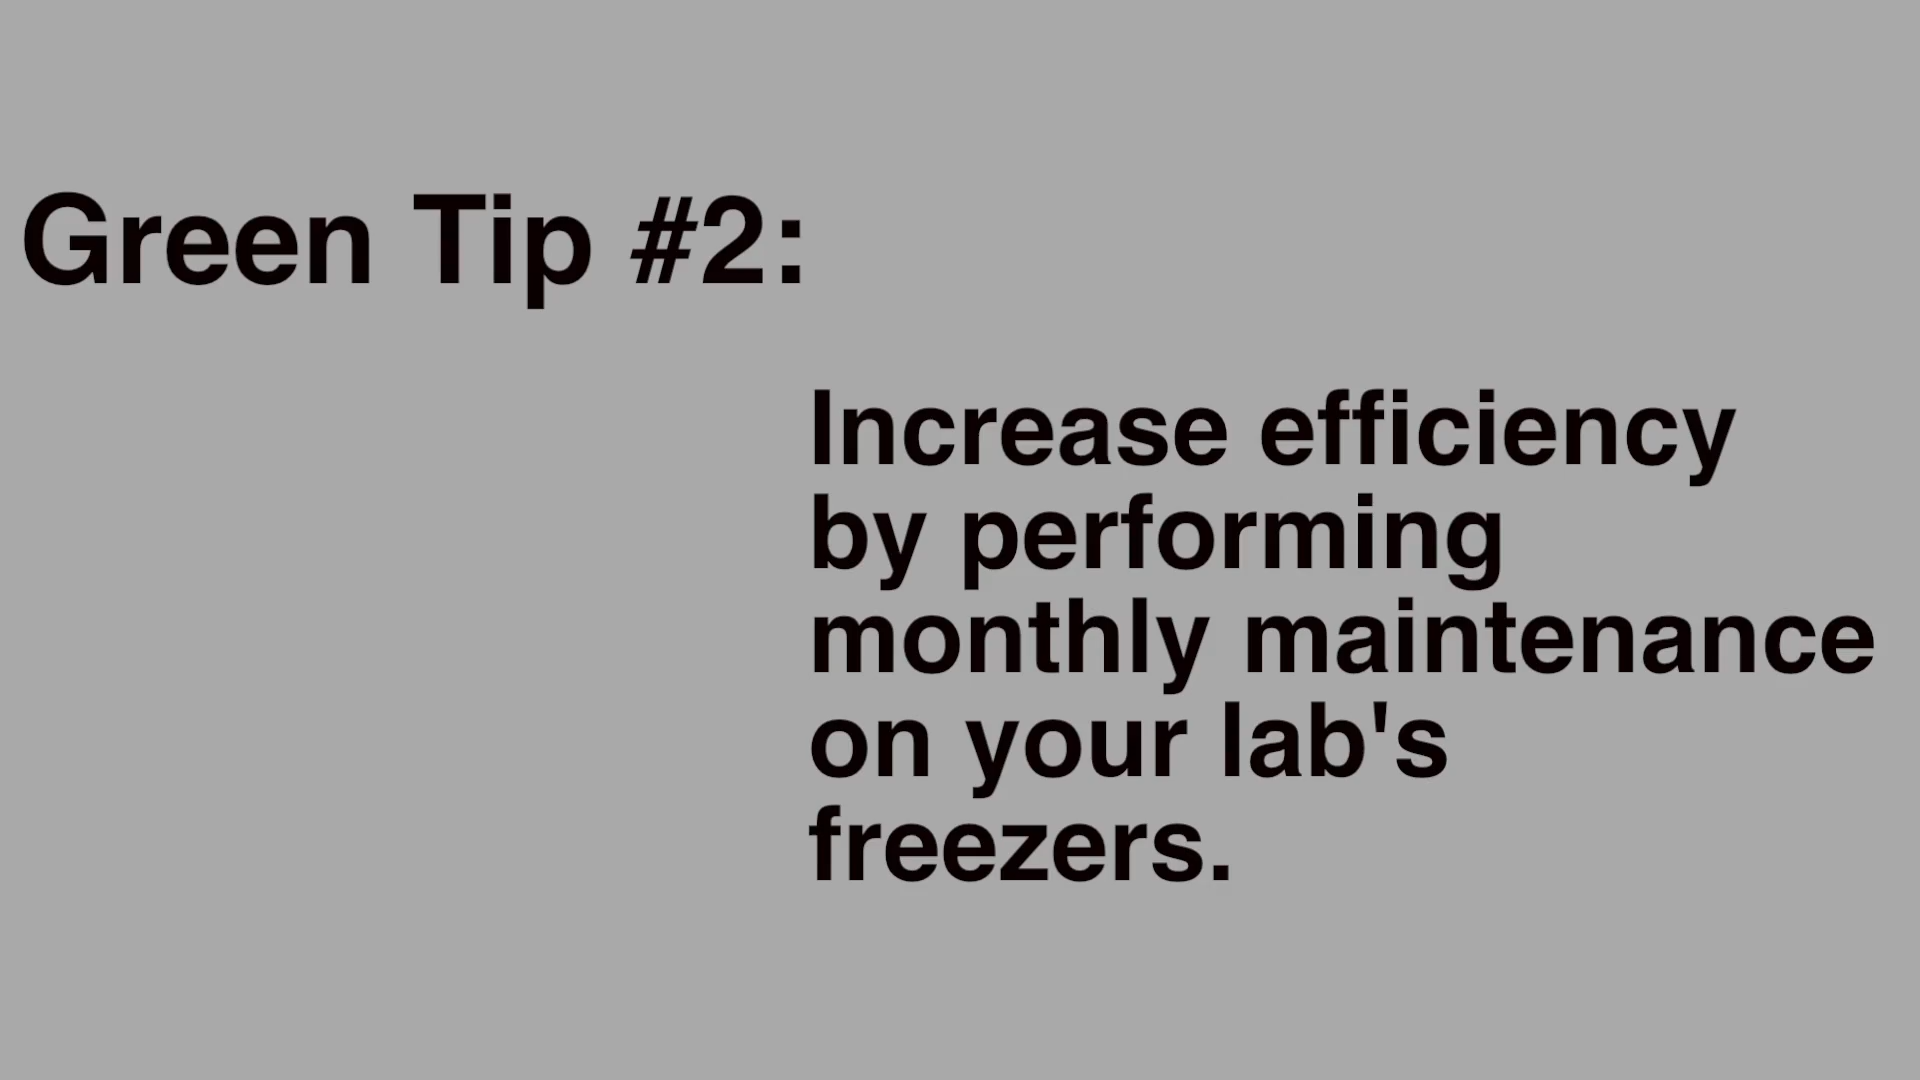 Green Tip #2:
Increase efficiency
by performing
monthly maintenance
on your lab's
freezers.